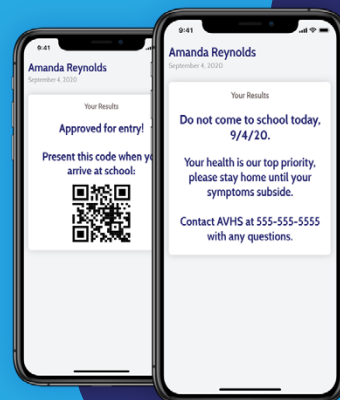 9:41
Amanda Reynolds
September 4, 2020
Your Results
Approved for entry!
Present this code when
arrive at school:
9:41
Amanda Reynolds
September 4, 2020
Your Results
Do not come to school today,
9/4/20.
Your health is our top priority,
please stay home until your
symptoms subside.
Contact AVHS at 555-555-5555
with any questions.